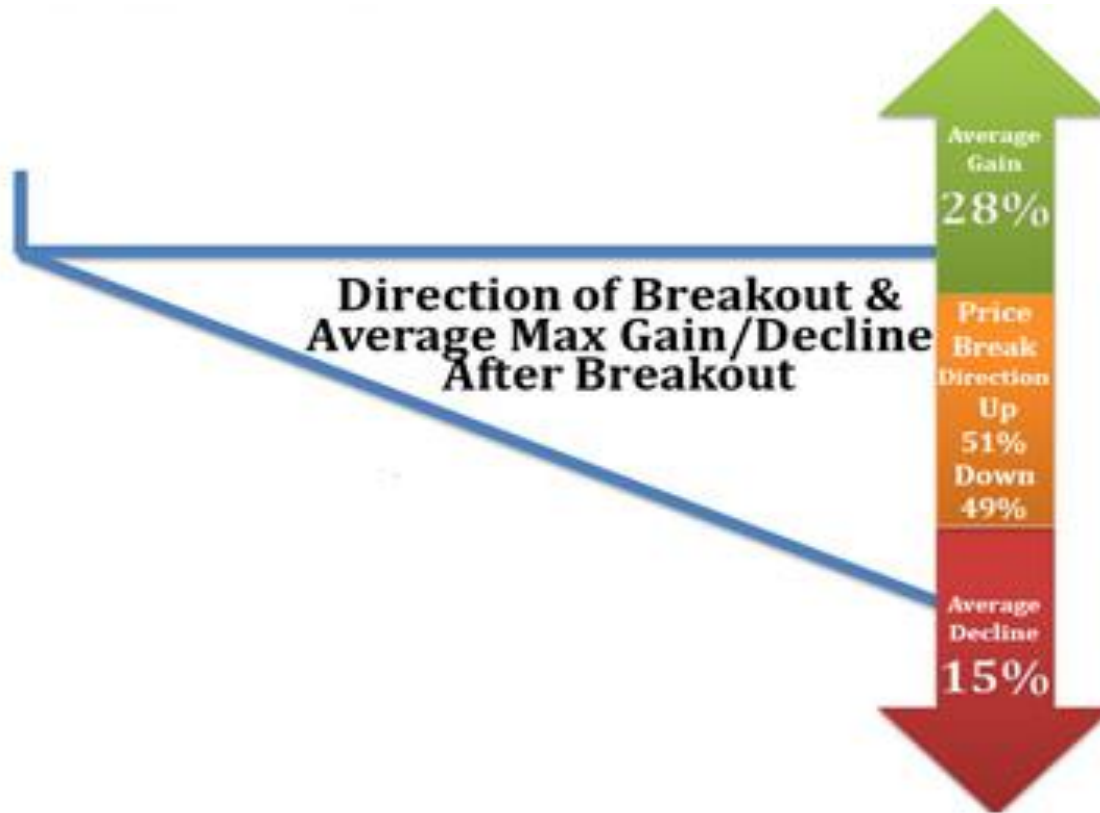 Average
Gain
28%
Direction of Breakout &
Average Max Gain/Decline
After Breakout
Price
Break
Direction
Up
51%
Down
49%
Average
Decline
15%